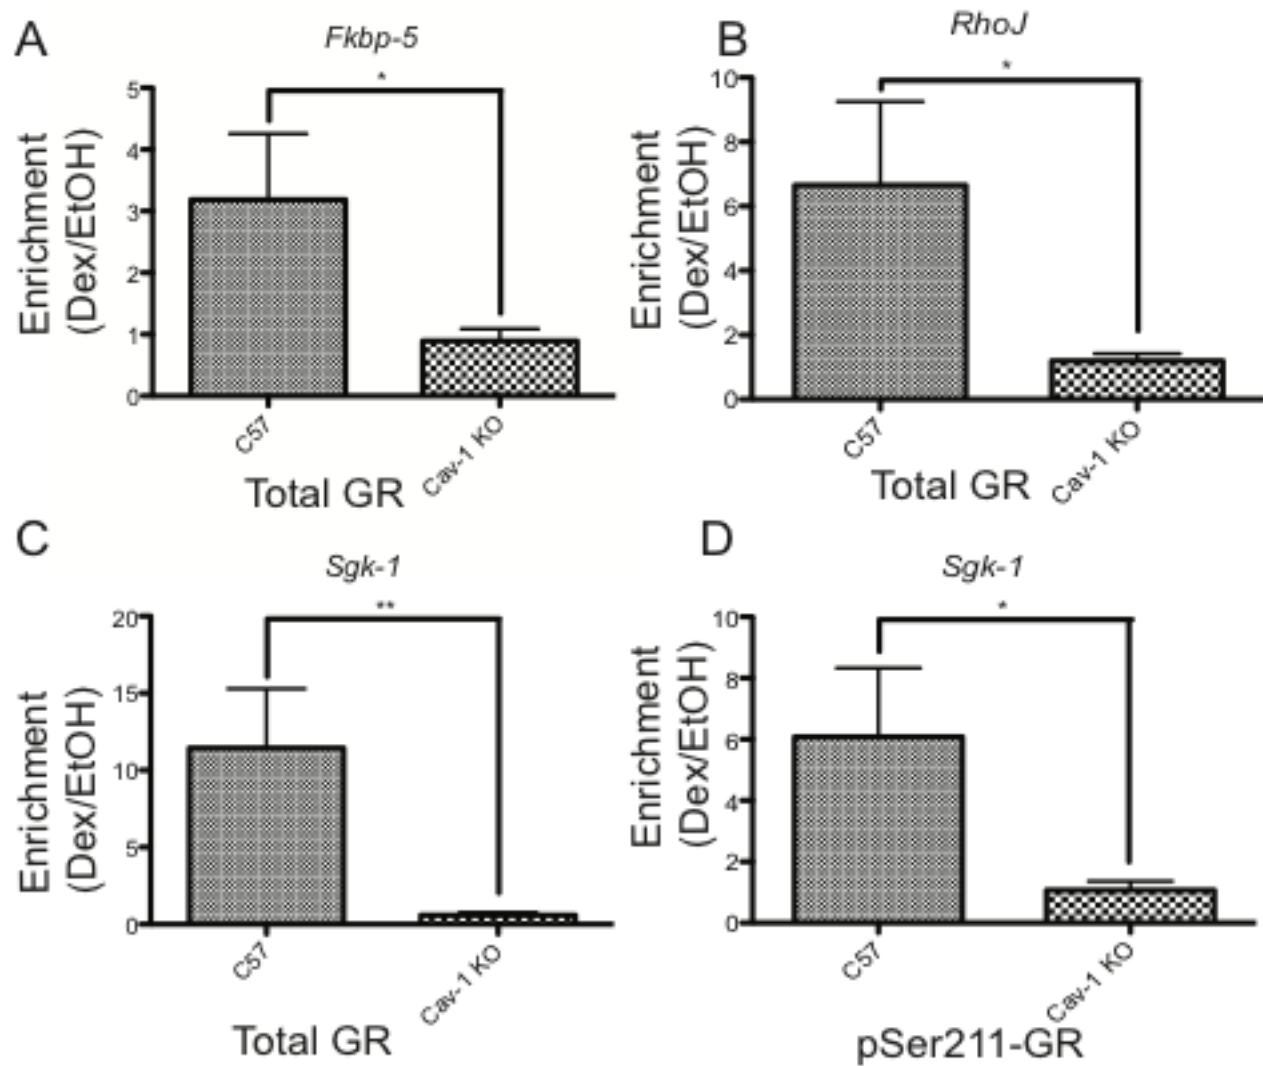 A
Fkbp-5
*
Enrichment
(Dex/EtOH)
5
4
3
2
1
0
C57
Cav-1 KO
Total GR
B
RhoJ
*
Enrichment
(Dex/EtOH)
10
8
6
4
2
0
C57
Cav-1 KO
Total GR
C
Sgk-1
**
Enrichment
(Dex/EtOH)
20
15
10
5
0
C57
Cav-1 KO
Total GR
D
Sgk-1
*
Enrichment
(Dex/EtOH)
10
8
6
4
2
0
C57
Cav-1 KO
pSer211-GR